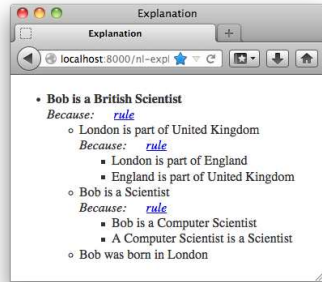 Explanation
Explanation
localhost:8000/nl-expl
Bob is a British Scientist
Because: rule
London is part of United Kingdom
Because: rule
London is part of England
England is part of United Kingdom
Bob is a Scientist
Because: rule
Bob is a Computer Scientist
A Computer Scientist is a Scientist
Bob was born in London